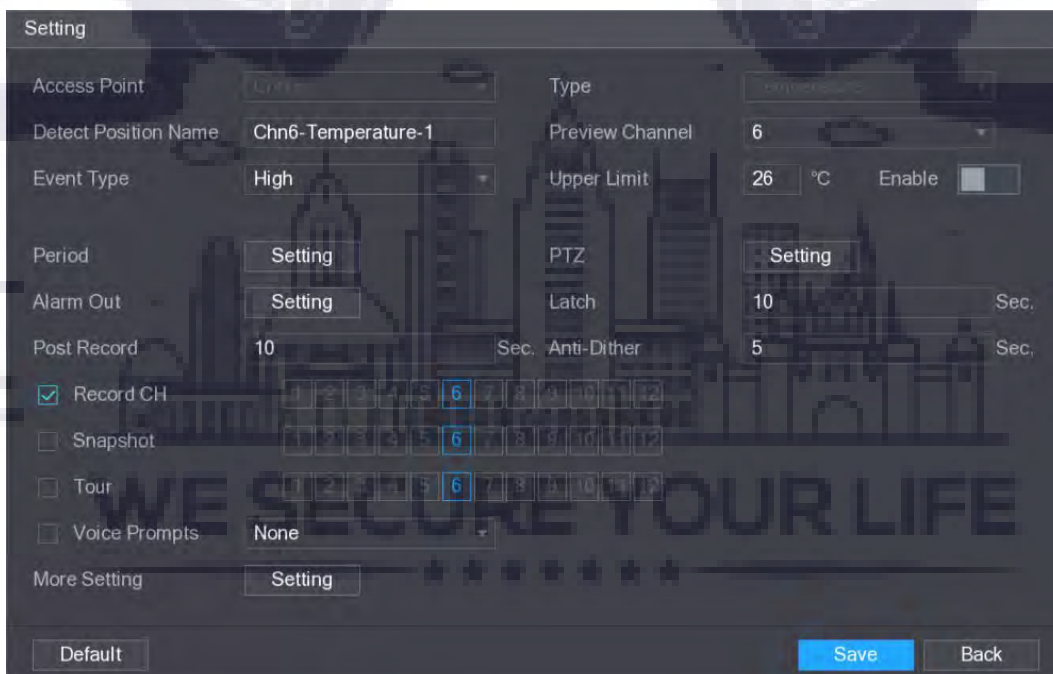 Setting
Access Point Type
Detect Position Name Chn6-Temperature-1 Preview Channel 6
Event Type High Upper Limit 26 °C Enable
Period Setting PTZ Setting
Alarm Out Setting Latch 10 Sec.
Post Record 10 Sec. Anti-Dither 5 Sec.
Record CH 1 2 3 4 5 6 7 8 9 10 11 12
Snapshot 1 2 3 4 5 6 7 8 9 10 11 12
Tour 1 2 3 4 5 6 7 8 9 10 11 12
WE SECURE YOUR LIFE
Voice Prompts None
More Setting Setting
Default Save Back